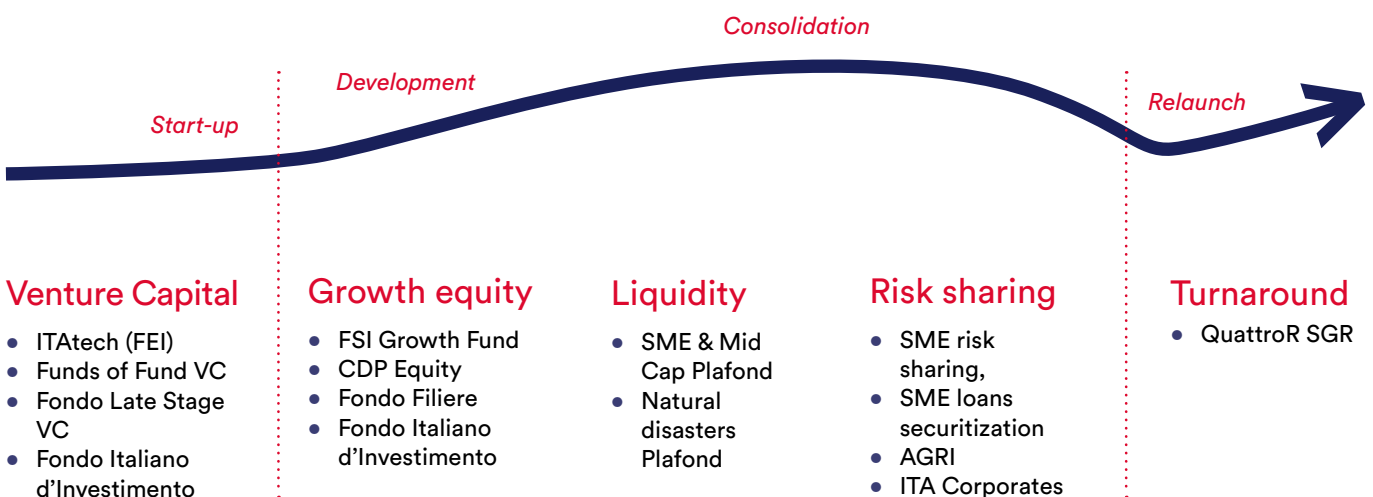 Consolidation
Development
Relaunch
Start-up
Venture Capital
ITAtech (FEI)
Funds of Fund VC
Fondo Late Stage
VC
Fondo Italiano
d’Investimento
Growth equity
FSI Growth Fund
CDP Equity
Fondo Filiere
Fondo Italiano
d’Investimento
Liquidity
SME & Mid
Cap Plafond
Natural
disasters
Plafond
Risk sharing
SME risk
sharing,
SME loans
securitization
AGRI
ITA Corporates
Turnaround
QuattroR SGR